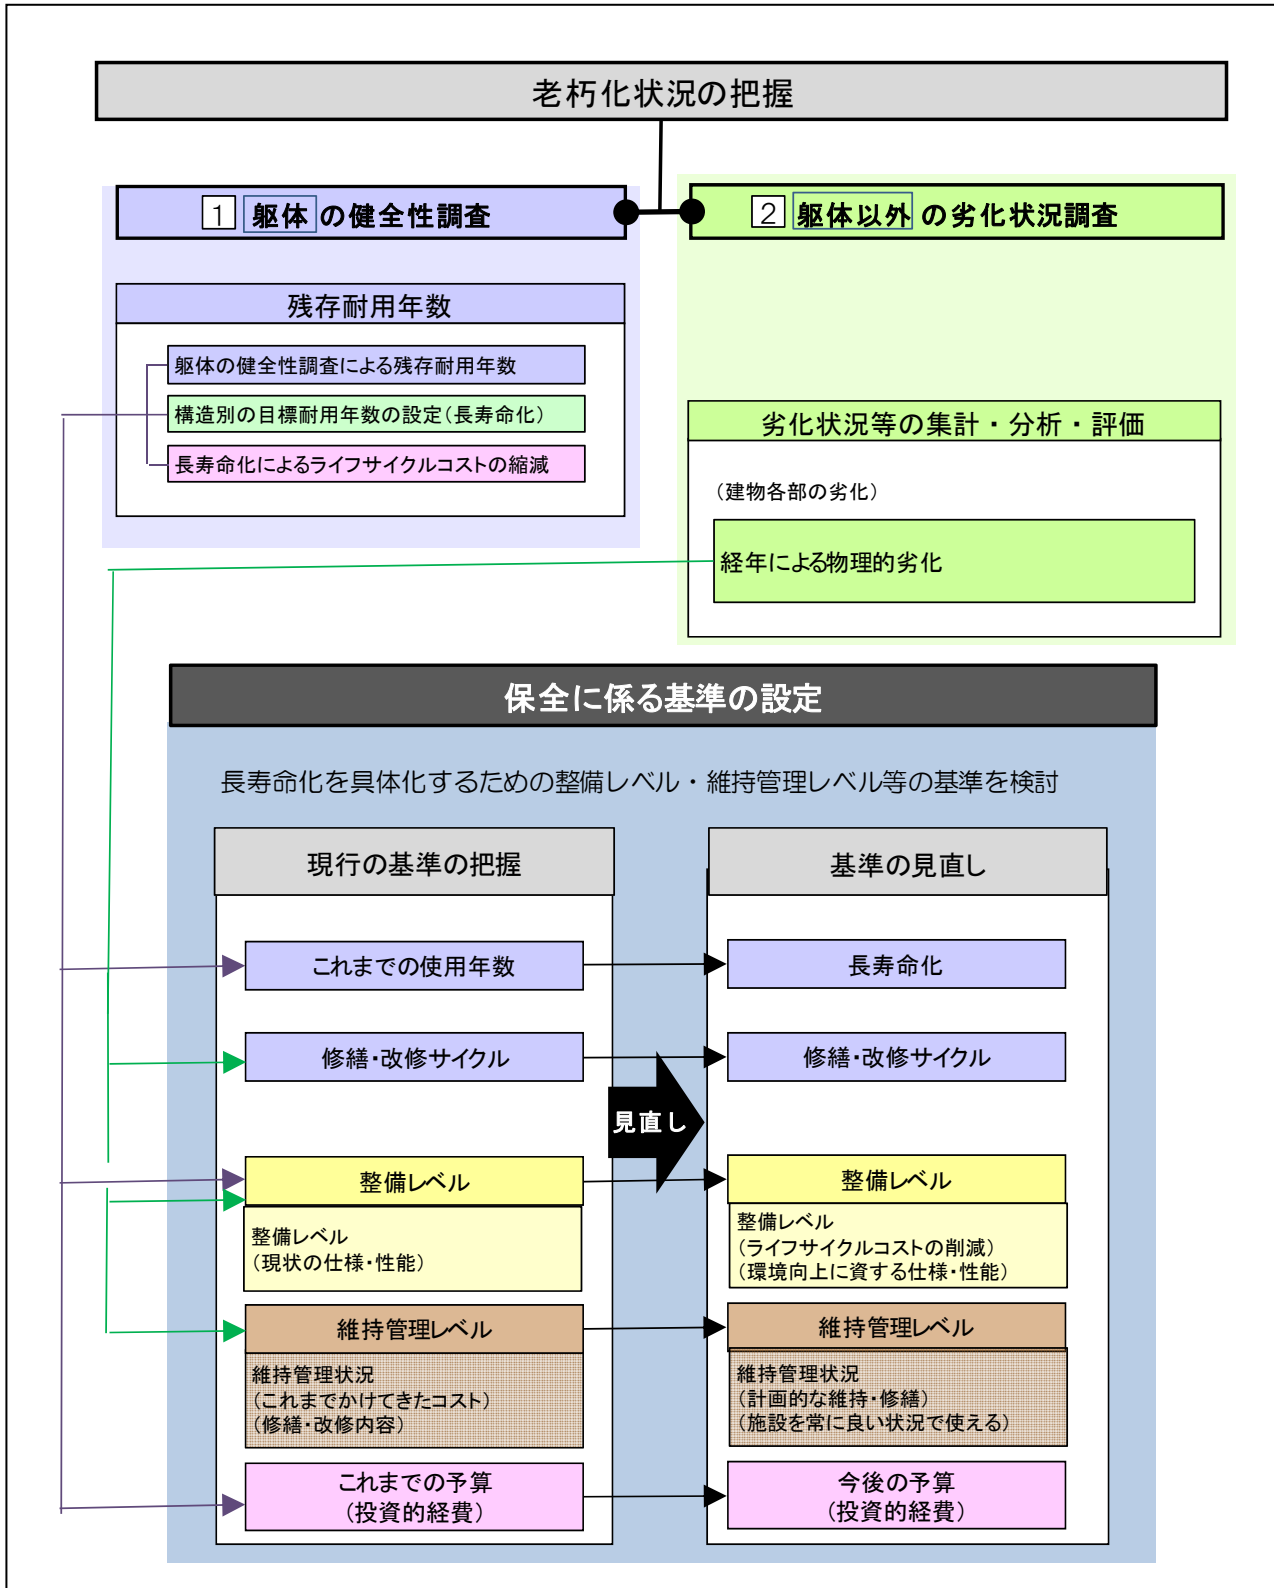 老朽化状況の把握
1 躯体 の健全性調査
2 躯体以外 の劣化状況調査
残存耐用年数
躯体の健全性調査による残存耐用年数
構造別の目標耐用年数の設定（長寿命化）
長寿命化によるライフサイクルコストの縮減
劣化状況等の集計・分析・評価
（建物各部の劣化）
経年による物理的劣化
保全に係る基準の設定
長寿命化を具体化するための整備レベル・維持管理レベル等の基準を検討
現行の基準の把握
基準の見直し
これまでの使用年数
長寿命化
修繕・改修サイクル
修繕・改修サイクル
見直し
整備レベル
整備レベル
整備レベル
（現状の仕様・性能）
整備レベル
（ライフサイクルコストの削減）
（環境向上に資する仕様・性能）
維持管理レベル
維持管理レベル
維持管理状況
（これまでかけてきたコスト）
（修繕・改修内容）
維持管理状況
（計画的な維持・修繕）
（施設を常に良い状況で使える）
これまでの予算
（投資的経費）
今後の予算
（投資的経費）